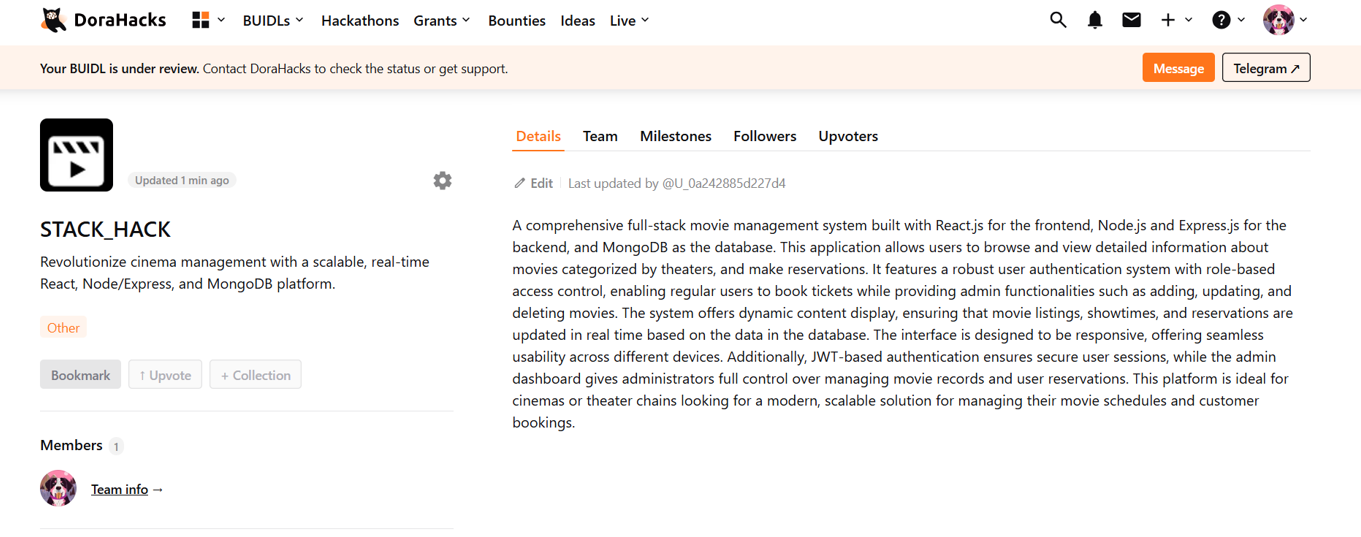 DoraHacks
BUIDLs
Hackathons
Grants
Bounties
Ideas
Live
Your BUIDL is under review. Contact DoraHacks to check the status or get support.
Message
Telegram ↗
Updated 1 min ago
STACK_HACK
Revolutionize cinema management with a scalable, real-time
React, Node/Express, and MongoDB platform.
Other
Bookmark
↑ Upvote
+ Collection
Members 1
Team info →
Details
Team
Milestones
Followers
Upvoters
Edit
Last updated by @U_0a242885d227d4
A comprehensive full-stack movie management system built with React.js for the frontend, Node.js and Express.js for the
backend, and MongoDB as the database. This application allows users to browse and view detailed information about
movies categorized by theaters, and make reservations. It features a robust user authentication system with role-based
access control, enabling regular users to book tickets while providing admin functionalities such as adding, updating, and
deleting movies. The system offers dynamic content display, ensuring that movie listings, showtimes, and reservations are
updated in real time based on the data in the database. The interface is designed to be responsive, offering seamless
usability across different devices. Additionally, JWT-based authentication ensures secure user sessions, while the admin
dashboard gives administrators full control over managing movie records and user reservations. This platform is ideal for
cinemas or theater chains looking for a modern, scalable solution for managing their movie schedules and customer
bookings.